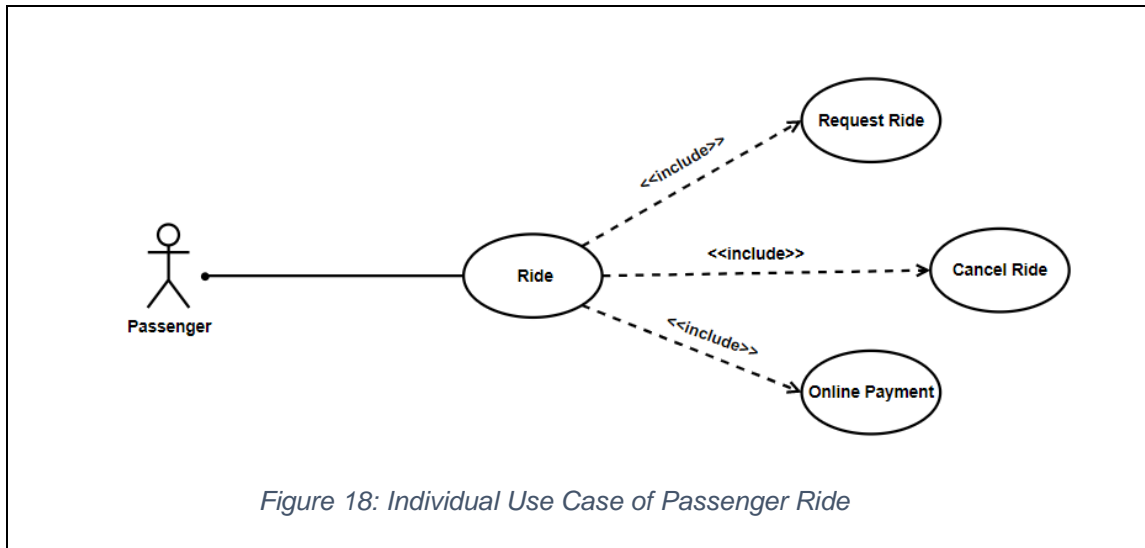 Request Ride
<<include>>
<<include>>
Ride
Cancel Ride
Passenger
<<include>>
Online Payment
Figure 18: Individual Use Case of Passenger Ride